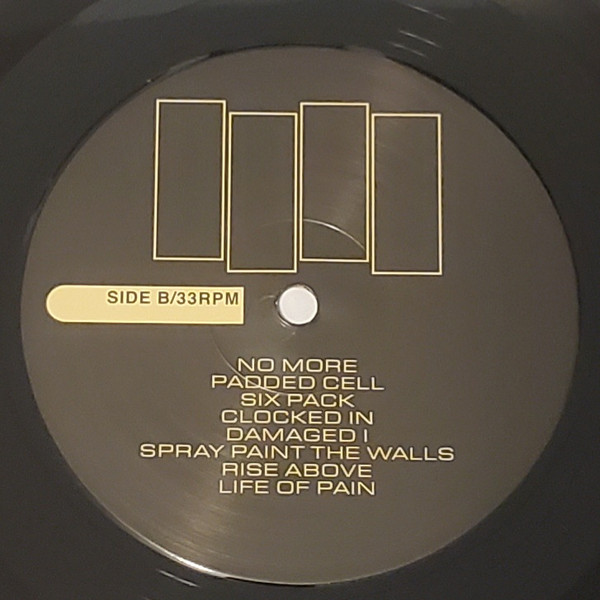 SIDE B/33RPM
NO MORE
PADDED CELL
SIX PACK
CLOCKED IN
DAMAGED I
SPRAY PAINT THE WALLS
RISE ABOVE
LIFE OF PAIN